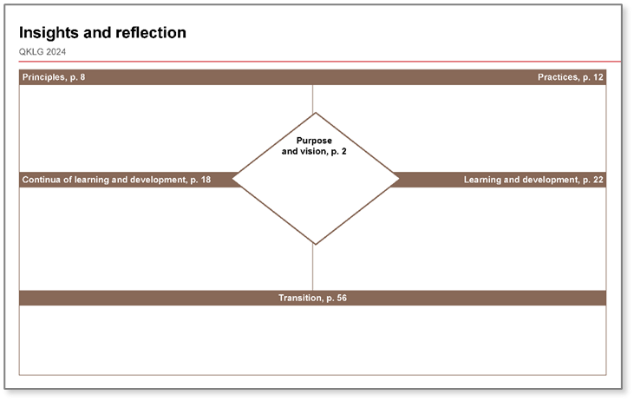 Insights and reflection
QKLG 2024
Principles, p. 8
Practices, p. 12
Purpose
and vision, p. 2
Continua of learning and development, p. 18
Learning and development, p. 22
Transition, p. 56